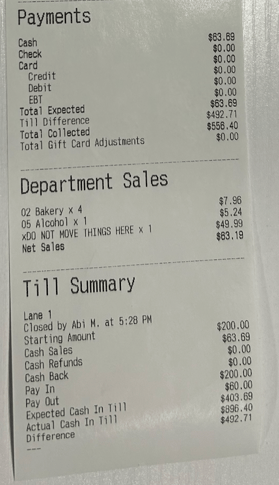 Payments
Cash $63.69
Check $0.00
Card $0.00
Credit $0.00
Debit $0.00
EBT $0.00
Total Expected $63.69
Till Difference $492.71
Total Collected $556.40
Total Gift Card Adjustments $0.00
Department Sales
02 Bakery x 4 $7.96
05 Alcohol x 1 $5.24
xDO NOT MOVE THINGS HERE x 1 $49.99
Net Sales $63.19
Till Summary
Lane 1
Closed by Abi M. at 5:28 PM
Starting Amount $200.00
Cash Sales $63.69
Cash Refunds $0.00
Cash Back $0.00
Pay In $200.00
Pay Out $60.00
Expected Cash In Till $403.69
Actual Cash In Till $896.40
Difference $492.71